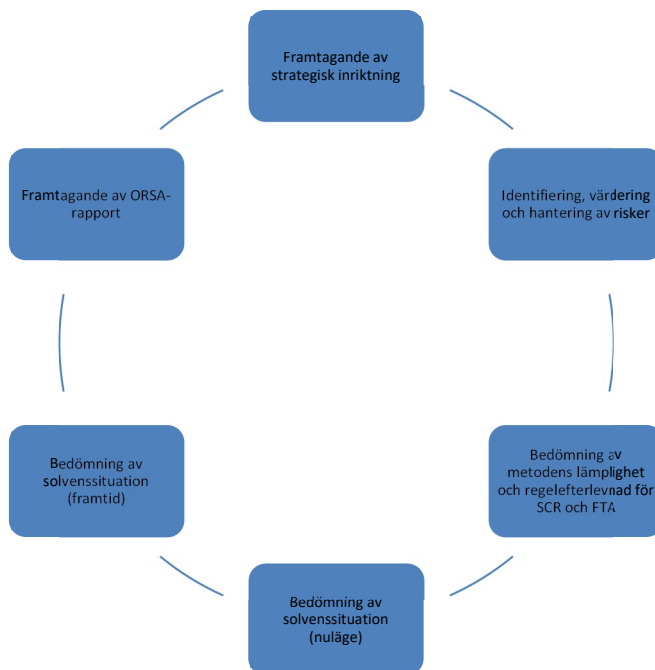 Framtagande av
strategisk inriktning
Identifiering, värdering
och hantering av risker
Bedömning av
metodens lämplighet
och regelefterlevnad för
SCR och FTA
Bedömning av
solvenssituation
(nuläge)
Bedömning av
solvenssituation
(framtid)
Framtagande av ORSA-
rapport